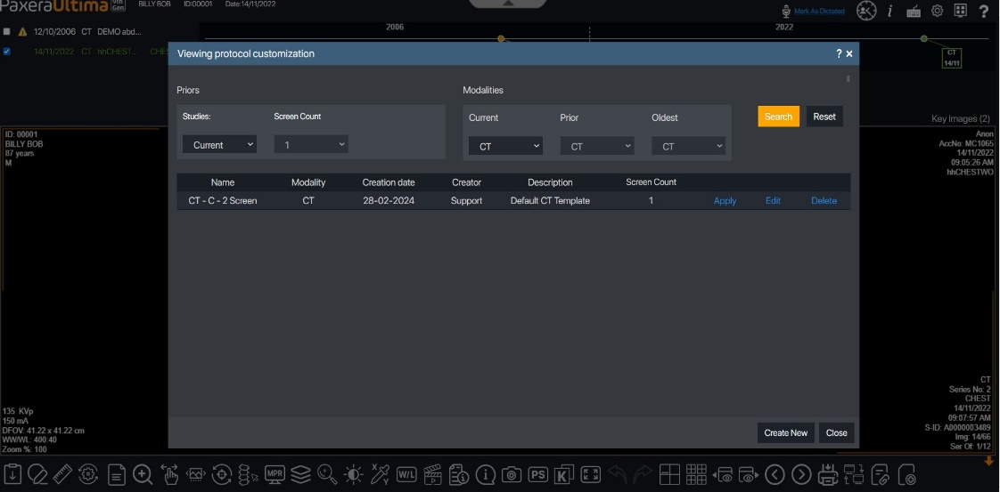 PaxeraUltima Vth Gen BILLY BOB ID:00001 Date:14/11/2022 Mark As Dictated i ?
12/10/2006 CT DEMO abd... 2006 2022
14/11/2022 CT hhCHEST... CHE
CT
14/11
Viewing protocol customization ? ×
Priors Modalities
Studies: Screen Count Current Prior Oldest Search Reset
Current 1 CT CT CT
Key Images (2)
ID: 00001
BILLY BOB
87 years
M
Anon
AccNo: MC1065
14/11/2022
09:05:26 AM
hhCHESTWO
Name Modality Creation date Creator Description Screen Count
CT - C - 2 Screen CT 28-02-2024 Support Default CT Template 1 Apply Edit Delete
135 KVp
150 mA
DFOV: 41.22 x 41.22 cm
WW/WL: 400:40
Zoom %: 100
CT
Series No: 2
CHEST
14/11/2022
09:07:57 AM
S-ID: A0000003489
Img: 14/66
Ser Of: 1/12
Create New Close
MPR W/L PS K